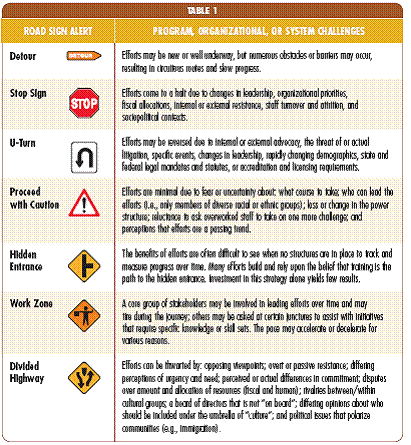 TABLE 1
ROAD SIGN ALERT
PROGRAM, ORGANIZATIONAL, OR SYSTEM CHALLENGES
Detour
DETOUR
Efforts may be new or well underway, but numerous obstacles or barriers may occur,
resulting in circuitous routes and slow progress.
Stop Sign
STOP
Efforts come to a halt due to changes in leadership, organizational priorities,
fiscal allocations, internal or external resistance, staff turnover and attrition, and
sociopolitical contexts.
U-Turn
Efforts may be reversed due to internal or external advocacy, the threat of or actual
litigation, specific events, changes in leadership, rapidly changing demographics, state and
federal legal mandates and statutes, or accreditation and licensing requirements.
Proceed
with Caution
Efforts are minimal due to fear or uncertainty about: what course to take; who can lead the
efforts (i.e., only members of diverse racial or ethnic groups); loss or change in the power
structure; reluctance to ask overworked staff to take on one more challenge; and
perceptions that efforts are a passing trend.
Hidden
Entrance
The benefits of efforts are often difficult to see when no structures are in place to track and
measure progress over time. Many efforts build and rely upon the belief that training is the
path to the hidden entrance. Investment in this strategy alone yields few results.
Work Zone
A core group of stakeholders may be involved in leading efforts over time and may
tire during the journey; others may be asked at certain junctures to assist with initiatives
that require specific knowledge or skill sets. The pace may accelerate or decelerate for
various reasons.
Divided
Highway
Efforts can be thwarted by: opposing viewpoints; overt or passive resistance; differing
perceptions of urgency and need; perceived or actual differences in commitment; disputes
over amount and allocation of resources (fiscal and human); rivalries between/within
cultural groups; a board of directors that is not "on board"; differing opinions about who
should be included under the umbrella of "culture"; and political issues that polarize
communities (e.g., immigration).